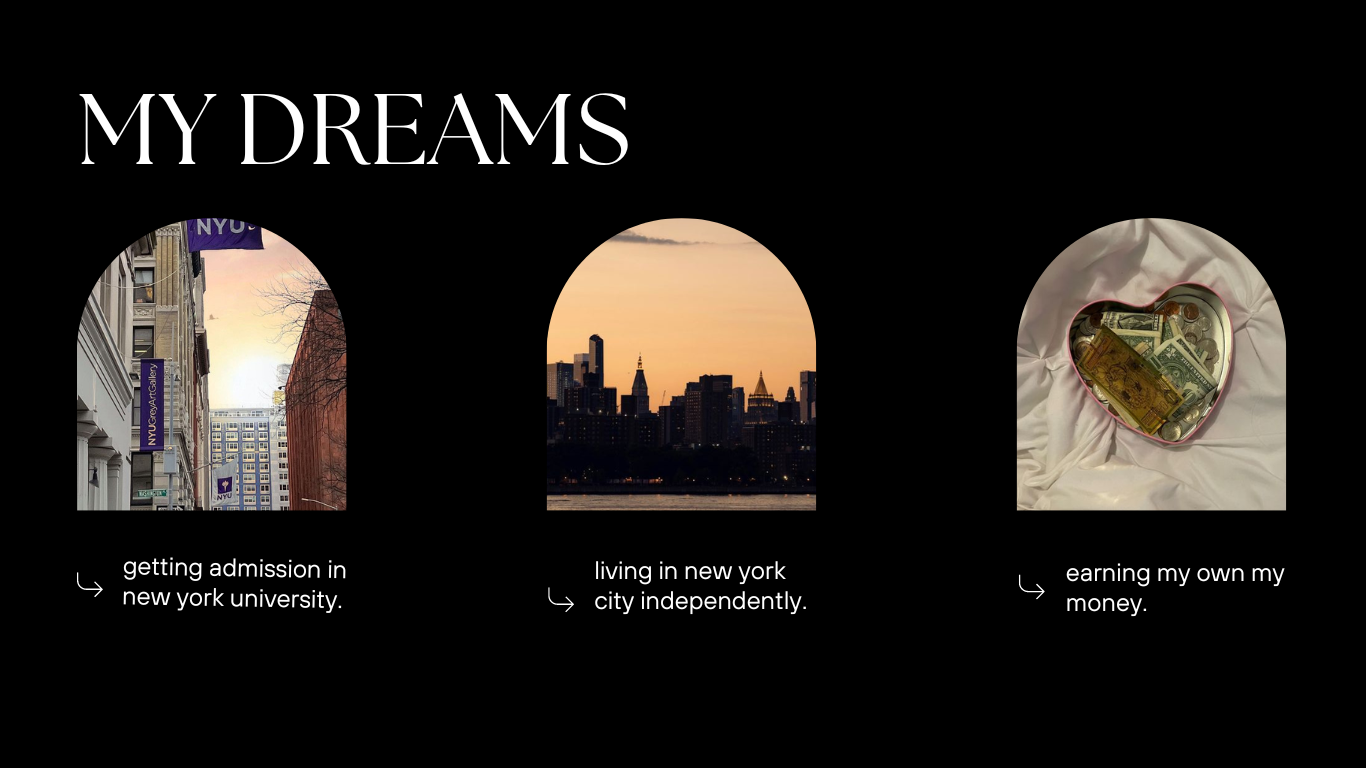 MY DREAMS
NYU
NYUGreyArtGallery
NYU
getting admission in
new york university.
living in new york
city independently.
earning my own my
money.